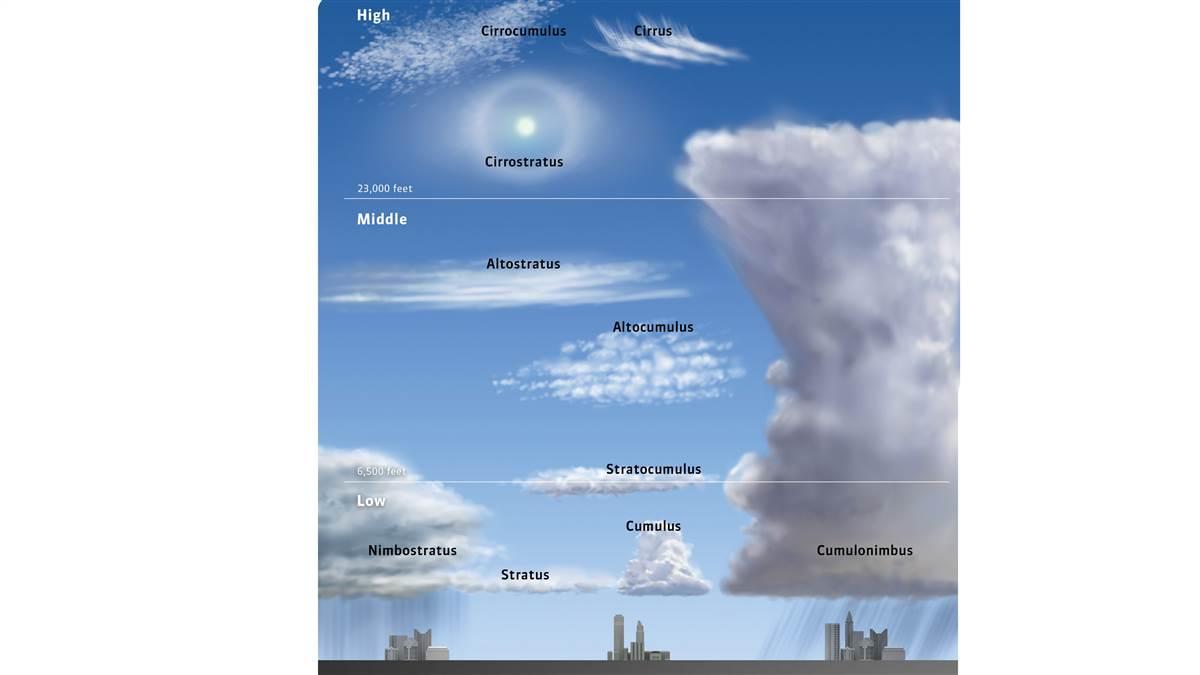 High
Cirrocumulus
Cirrus
Cirrostratus
23,000 feet
Middle
Altostratus
Altocumulus
Stratocumulus
6,500 feet
Low
Cumulus
Nimbostratus
Cumulonimbus
Stratus